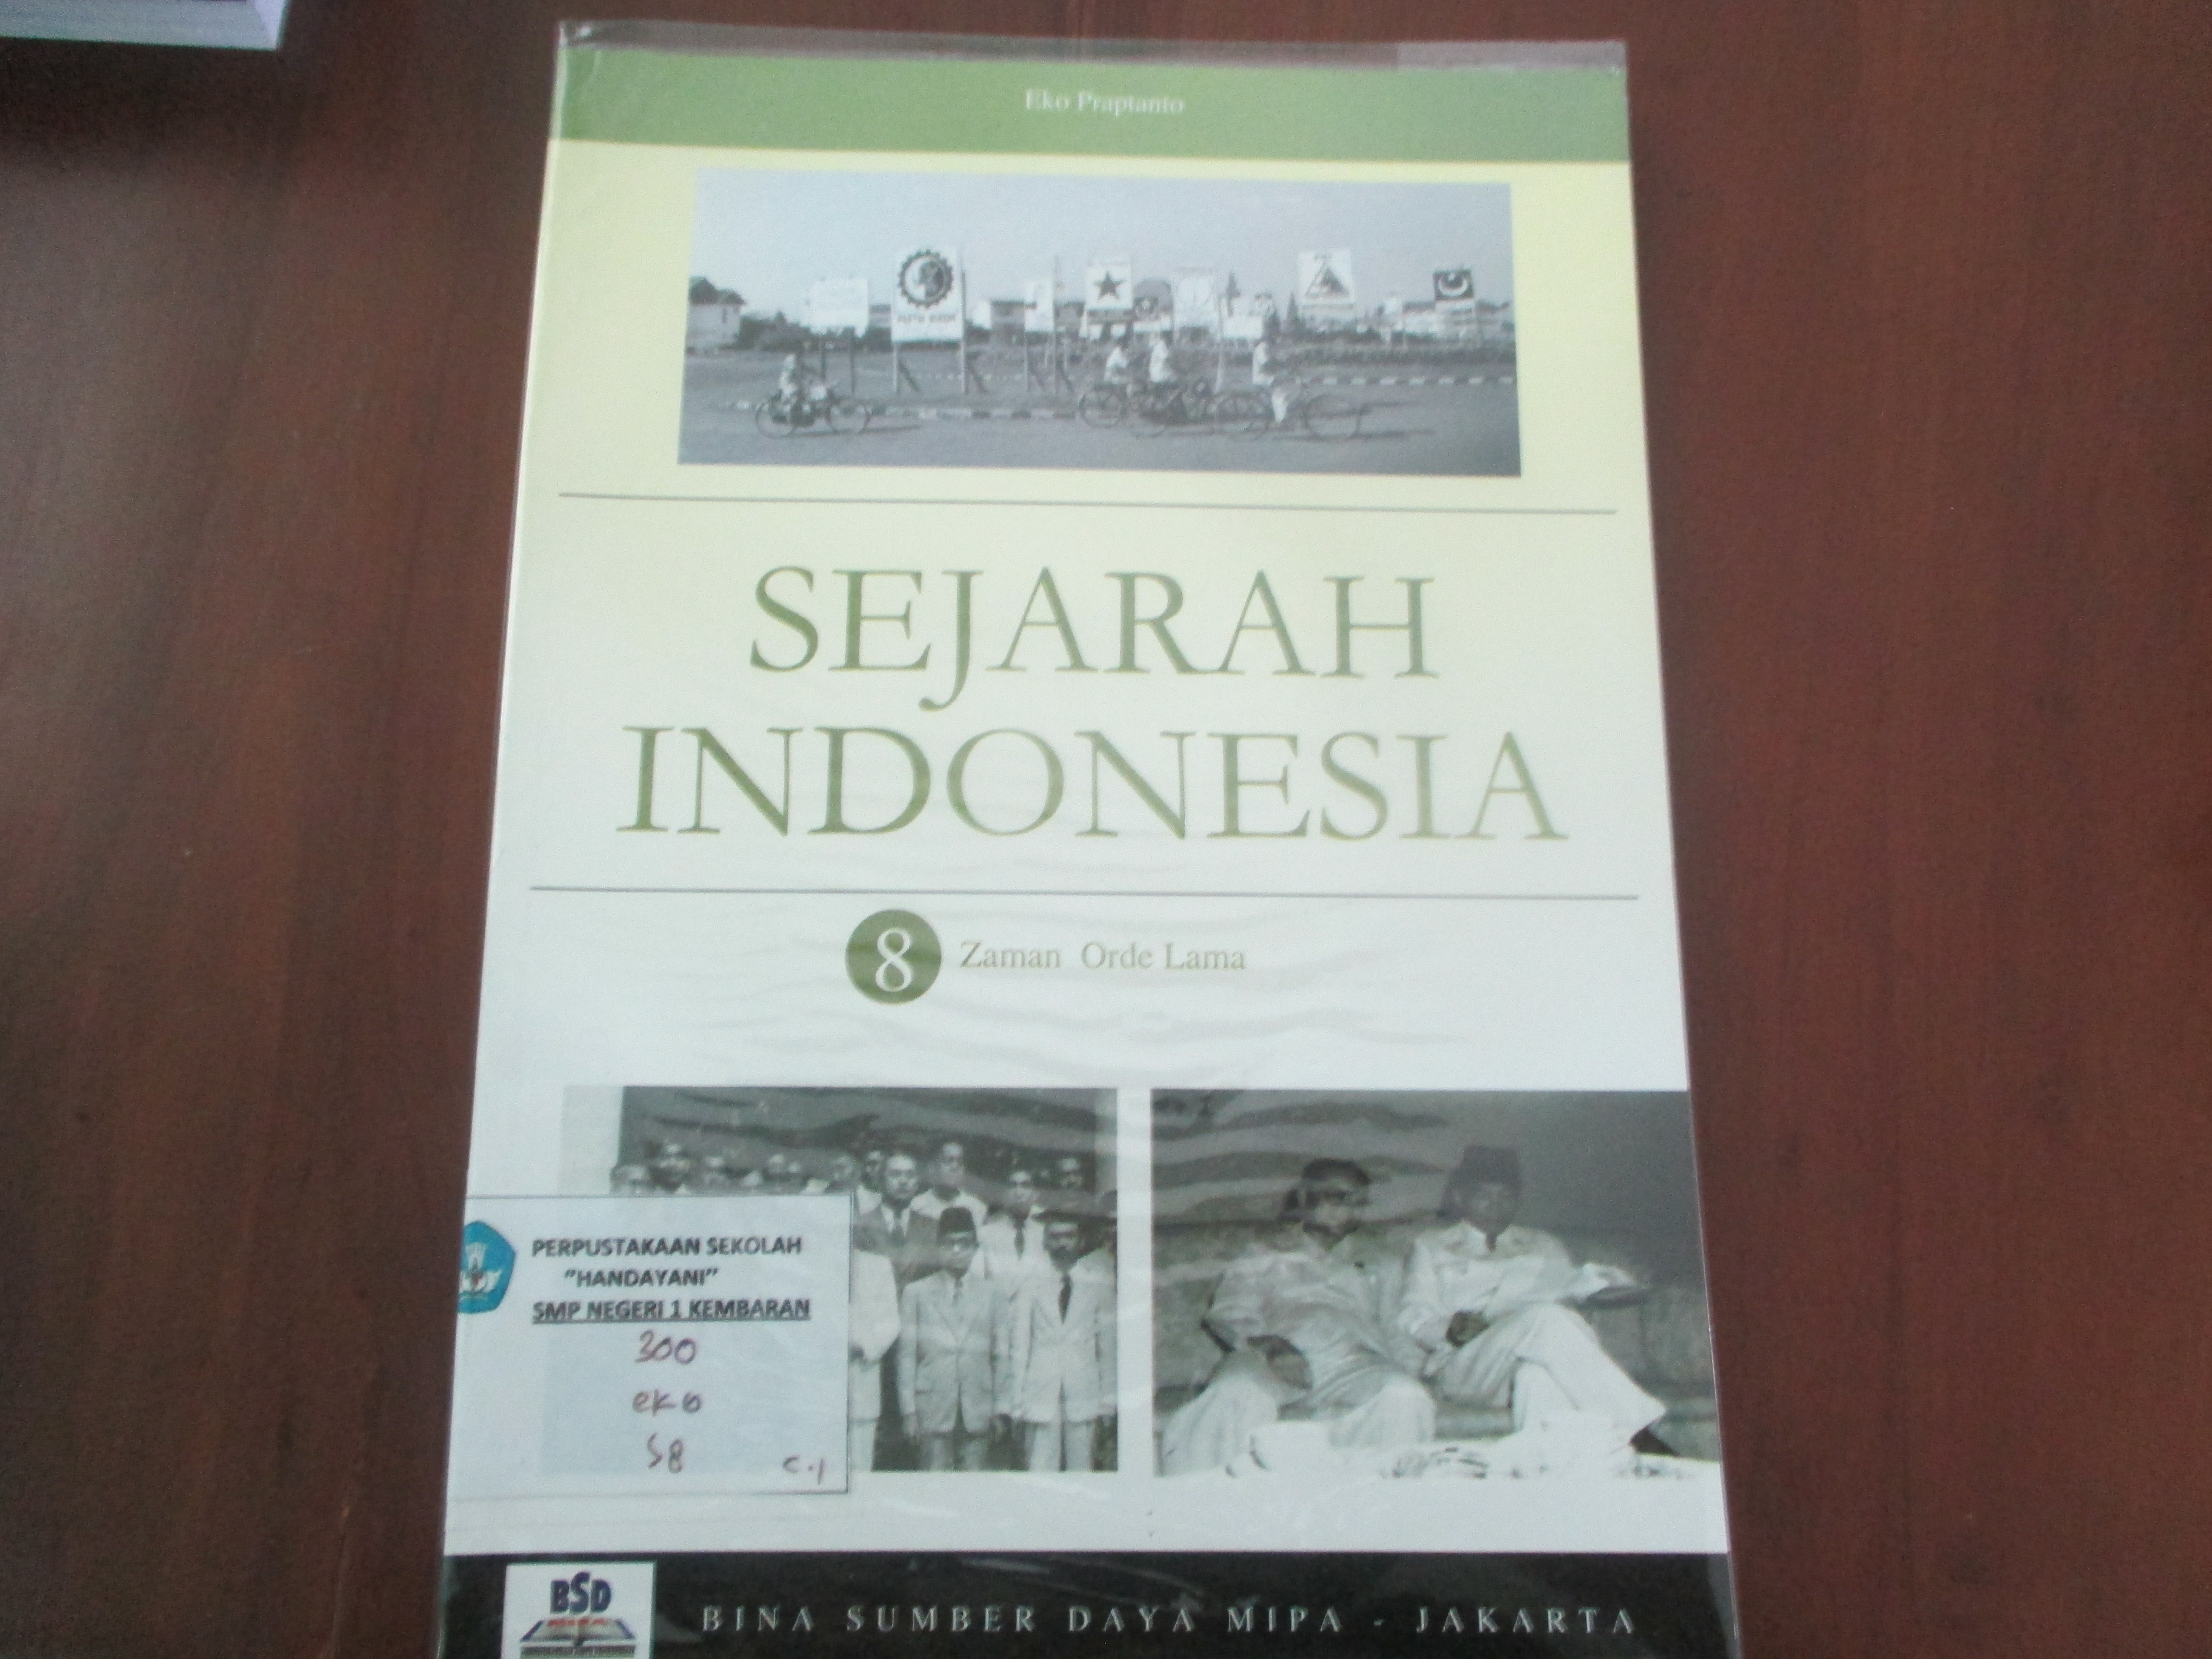 Eko Praptanto
SEJARAH
INDONESIA
8 Zaman Orde Lama
PERPUSTAKAAN SEKOLAH
"HANDAYANI"
SMP NEGERI 1 KEMBARAN
300
eko
S8
c.1
BSD
BINA SUMBER DAYA MIPA - JAKARTA